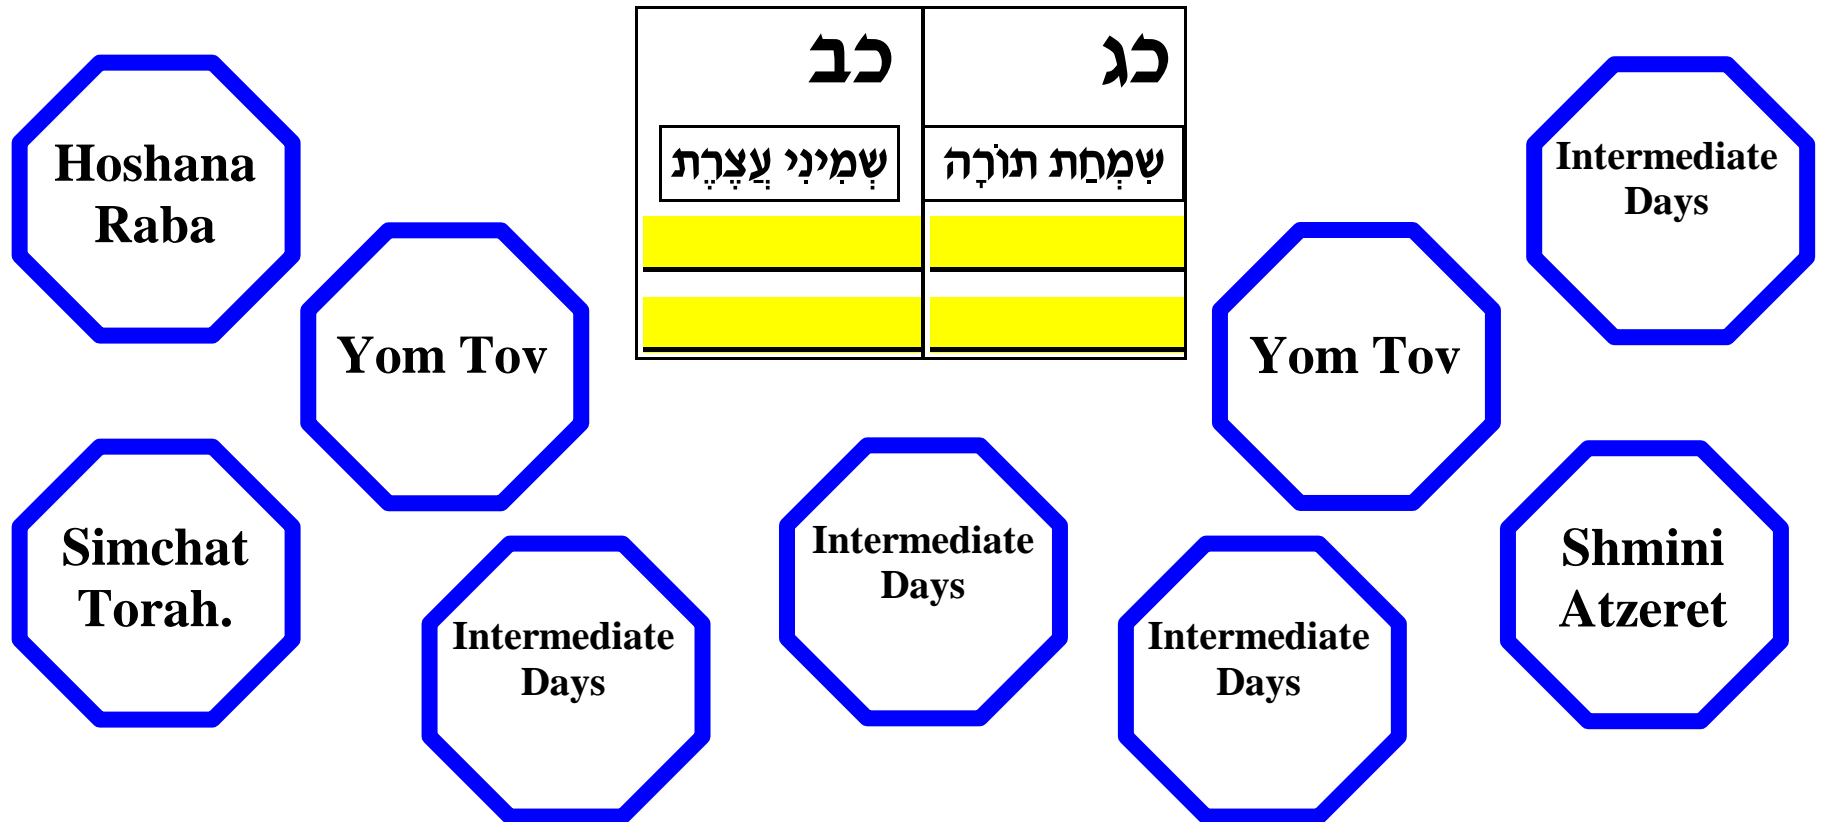 כג
כב
שִׂמְחַת תוֹרָה
שְׁמִינִי עֲצֶרֶת
Hoshana
Raba
Yom Tov
Simchat
Torah.
Intermediate
Days
Intermediate
Days
Intermediate
Days
Yom Tov
Intermediate
Days
Shmini
Atzeret